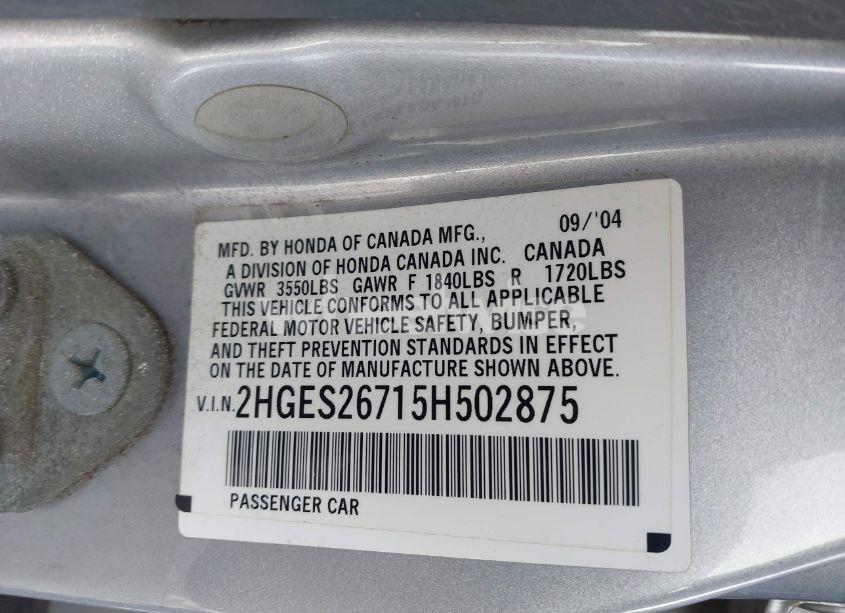 09/'04
MFD. BY HONDA OF CANADA MFG.,
A DIVISION OF HONDA CANADA INC. CANADA
GVWR 3550LBS GAWR F 1840LBS R 1720LBS
THIS VEHICLE CONFORMS TO ALL APPLICABLE
FEDERAL MOTOR VEHICLE SAFETY, BUMPER,
AND THEFT PREVENTION STANDARDS IN EFFECT
ON THE DATE OF MANUFACTURE SHOWN ABOVE.
V.I.N. 2HGES26715H502875
PASSENGER CAR